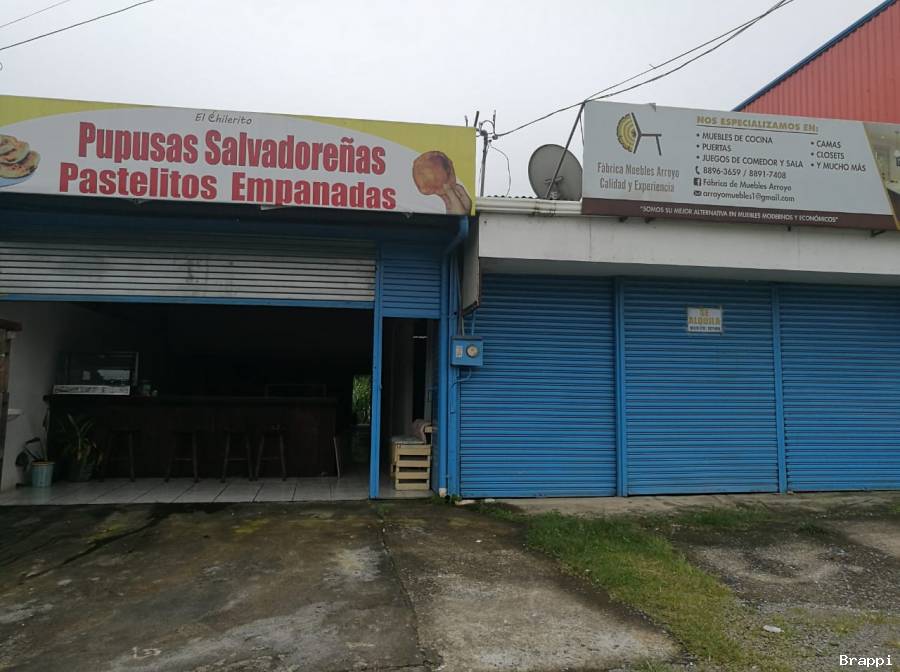 El Chilerito
Pupusas Salvadoreñas
Pastelitos Empanadas
Fábrica Muebles Arroyo
Calidad y Experiencia
NOS ESPECIALIZAMOS EN:
• MUEBLES DE COCINA
• PUERTAS
• JUEGOS DE COMEDOR Y SALA
8896-3659 / 8891-7408
Fábrica de Muebles Arroyo
arroyomuebles1@gmail.com
• CAMAS
• CLOSETS
• Y MUCHO MÁS
"SOMOS SU MEJOR ALTERNATIVA EN MUEBLES MODERNOS Y ECONÓMICOS"
SE
ALQUILA
Brappi